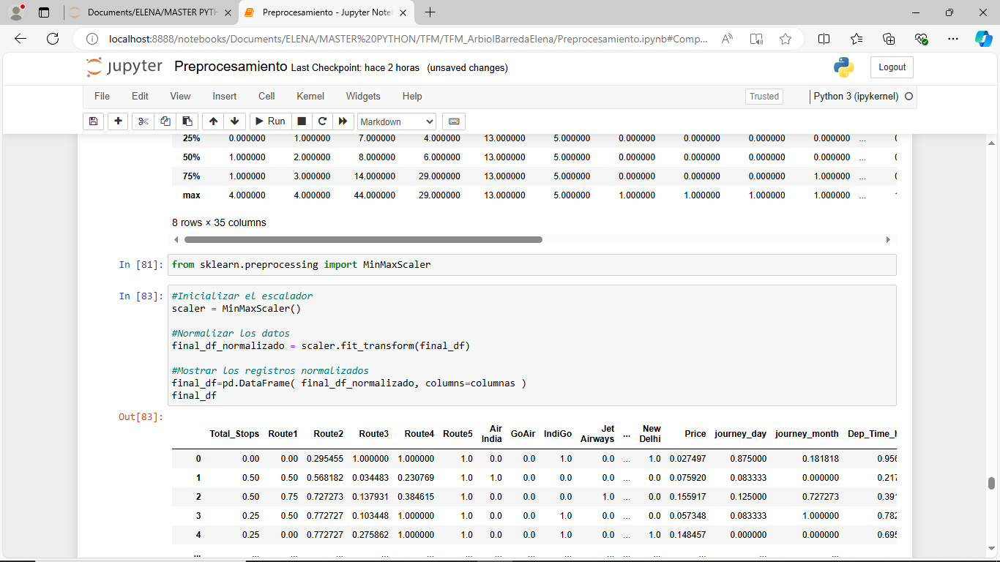 Documents/ELENA/MASTER PYTH
Preprocesamiento - Jupyter Note
localhost:8888/notebooks/Documents/ELENA/MASTER%20PYTHON/TFM/TFM_ArbiolBarredaElena/Preprocesamiento.ipynb#Comp...
jupyter Preprocesamiento Last Checkpoint: hace 2 horas (unsaved changes)
Logout
File Edit View Insert Cell Kernel Widgets Help
Trusted
Python 3 (ipykernel)
Run
Markdown
25% 0.000000 1.000000 7.000000 4.000000 13.000000 5.000000 0.000000 0.000000 0.000000 0.000000 ...
50% 1.000000 2.000000 8.000000 6.000000 13.000000 5.000000 0.000000 0.000000 0.000000 0.000000 ...
75% 1.000000 3.000000 14.000000 29.000000 13.000000 5.000000 0.000000 0.000000 0.000000 1.000000 ...
max 4.000000 4.000000 44.000000 29.000000 13.000000 5.000000 1.000000 1.000000 1.000000 1.000000 ...
8 rows × 35 columns
In [81]: from sklearn.preprocessing import MinMaxScaler
In [83]: #Inicializar el escalador
scaler = MinMaxScaler()
#Normalizar los datos
final_df_normalizado = scaler.fit_transform(final_df)
#Mostrar los registros normalizados
final_df=pd.DataFrame( final_df_normalizado, columns=columnas )
final_df
Out[83]:
Total_Stops Route1 Route2 Route3 Route4 Route5 Air India GoAir IndiGo Jet Airways ... New Delhi Price journey_day journey_month Dep_Time_h
0 0.00 0.00 0.295455 1.000000 1.000000 1.0 0.0 0.0 1.0 0.0 ... 1.0 0.027497 0.875000 0.181818 0.956
1 0.50 0.50 0.568182 0.034483 0.230769 1.0 1.0 0.0 0.0 0.0 ... 0.0 0.075920 0.083333 0.000000 0.217
2 0.50 0.75 0.727273 0.137931 0.384615 1.0 0.0 0.0 0.0 1.0 ... 0.0 0.155917 0.125000 0.727273 0.391
3 0.25 0.50 0.772727 0.103448 1.000000 1.0 0.0 0.0 1.0 0.0 ... 0.0 0.057348 0.083333 1.000000 0.782
4 0.25 0.00 0.772727 0.275862 1.000000 1.0 0.0 0.0 1.0 0.0 ... 1.0 0.148457 0.000000 0.000000 0.695
... ... ... ... ... ... ... ... ... ... ... ... ... ... ... ...